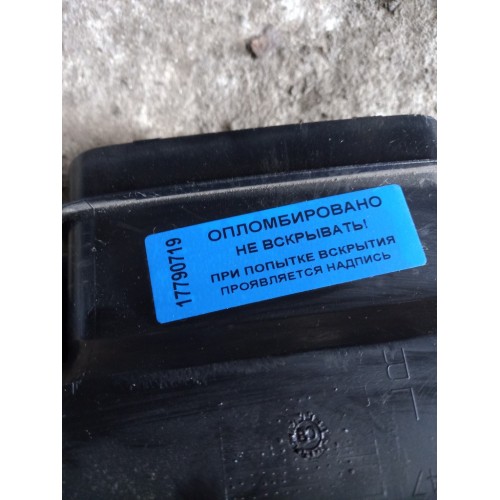 17790719
ОПЛОМБИРОВАНО
НЕ ВСКРЫВАТЬ!
ПРИ ПОПЫТКЕ ВСКРЫТИЯ
ПРОЯВЛЯЕТСЯ НАДПИСЬ
R L